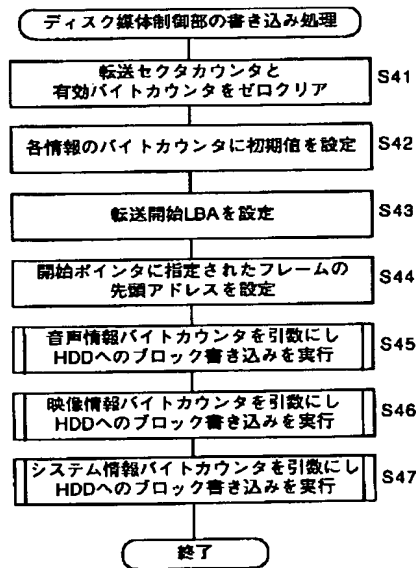 ディスク媒体制御部の書き込み処理
転送セクタカウンタと
有効バイトカウンタをゼロクリア
S41
各情報のバイトカウンタに初期値を設定
S42
転送開始LBAを設定
S43
開始ポインタに指定されたフレームの
先頭アドレスを設定
S44
音声情報バイトカウンタを引数にし
HDDへのブロック書き込みを実行
S45
映像情報バイトカウンタを引数にし
HDDへのブロック書き込みを実行
S46
システム情報バイトカウンタを引数にし
HDDへのブロック書き込みを実行
S47
終了